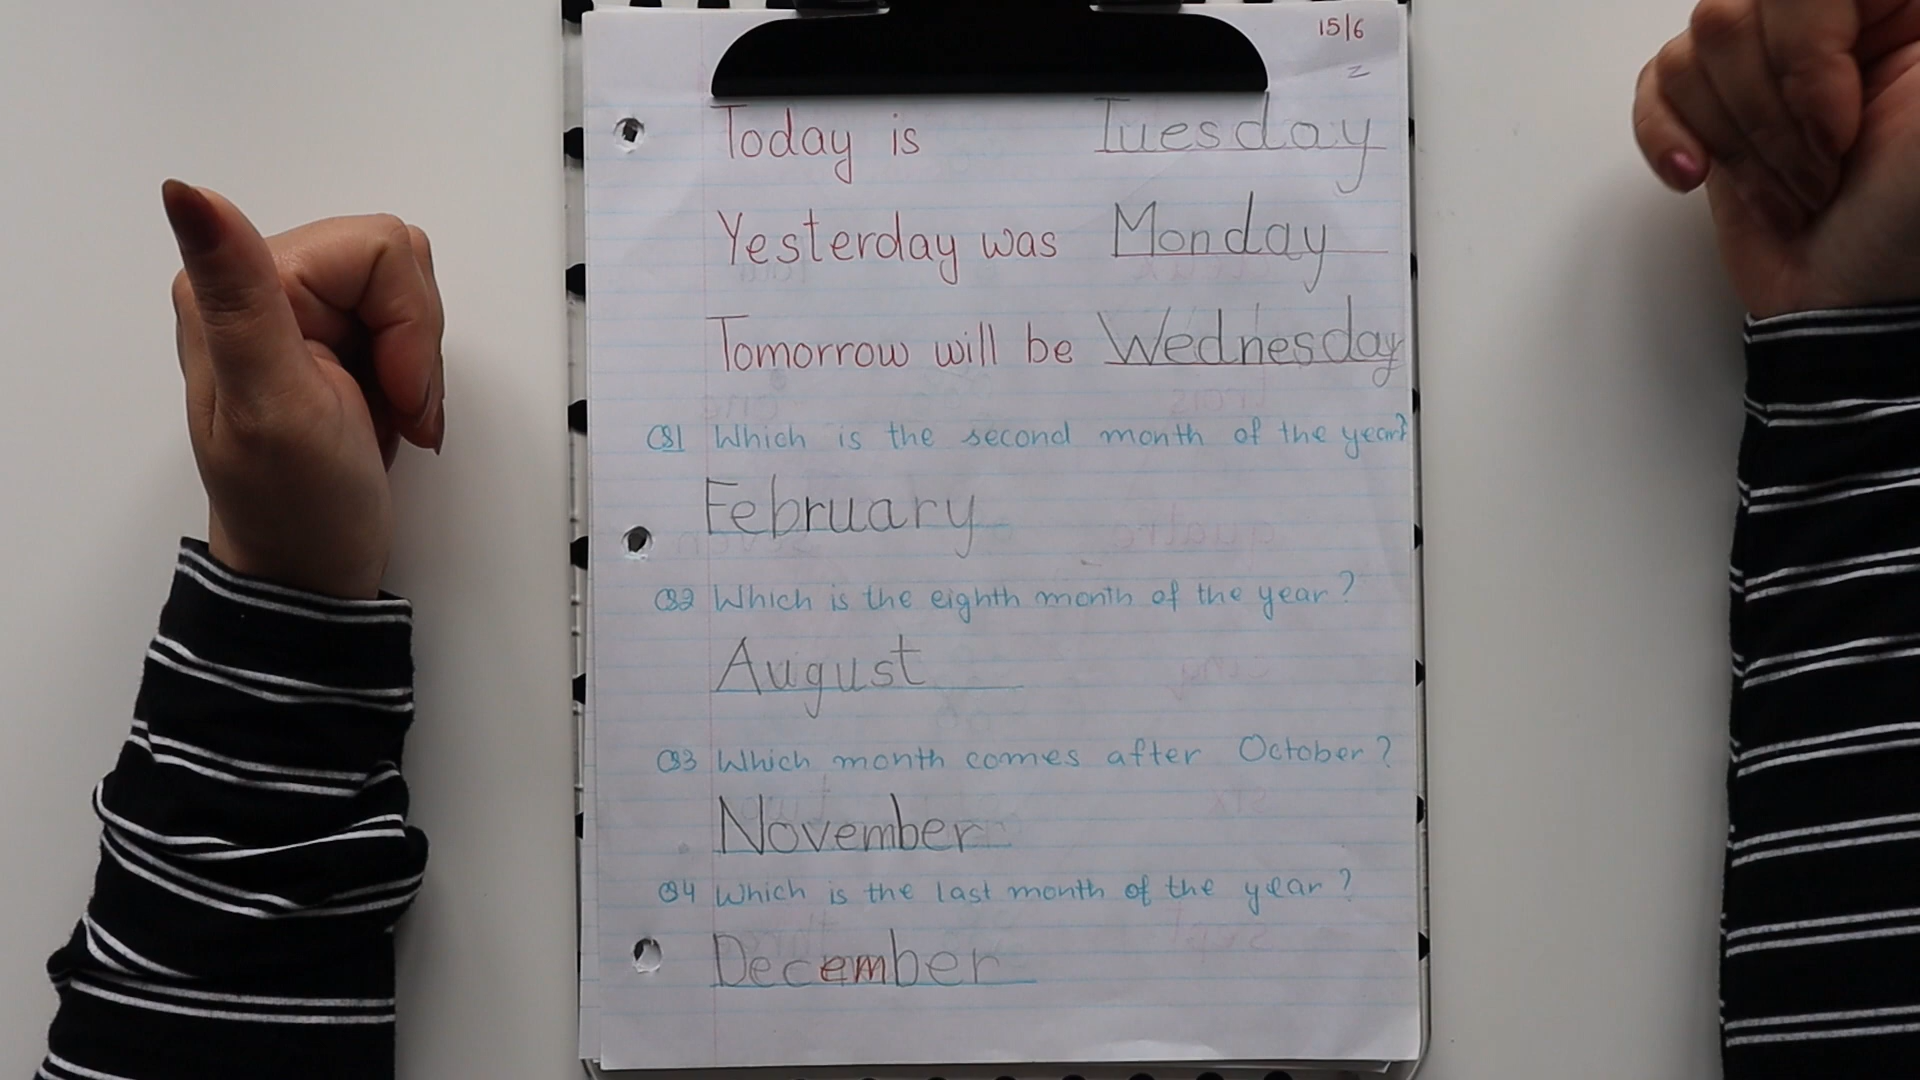 15/6
Today is Tuesday
Yesterday was Monday
Tomorrow will be Wednesday
Q1 Which is the second month of the year?
February
Q2 Which is the eighth month of the year?
August
Q3 Which month comes after October?
November
Q4 Which is the last month of the year?
December